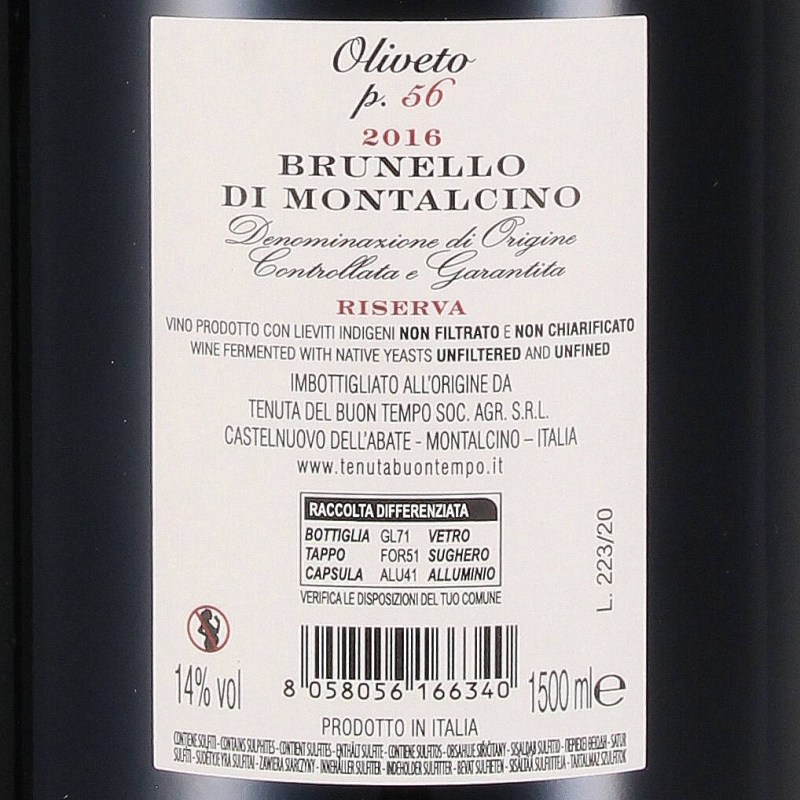 Oliveto
p. 56
2016
BRUNELLO
DI MONTALCINO
Denominazione di Origine
Controllata e Garantita
RISERVA
VINO PRODOTTO CON LIEVITI INDIGENI NON FILTRATO E NON CHIARIFICATO
WINE FERMENTED WITH NATIVE YEASTS UNFILTERED AND UNFINED
IMBOTTIGLIATO ALL'ORIGINE DA
TENUTA DEL BUON TEMPO SOC. AGR. S.R.L.
CASTELNUOVO DELL'ABATE - MONTALCINO – ITALIA
www.tenutabuontempo.it
RACCOLTA DIFFERENZIATA
BOTTIGLIA GL71 VETRO
TAPPO FOR51 SUGHERO
CAPSULA ALU41 ALLUMINIO
VERIFICA LE DISPOSIZIONI DEL TUO COMUNE
L. 223/20
14% vol
8 058056 166340
1500 ml e
PRODOTTO IN ITALIA
CONTIENE SOLFITI - CONTAINS SULPHITES - CONTIENT SULFITES - ENTHÄLT SULFITE - CONTIENE SULFITOS - OBSAHUJE SIŘIČITANY - SISALDAB SULFITO -